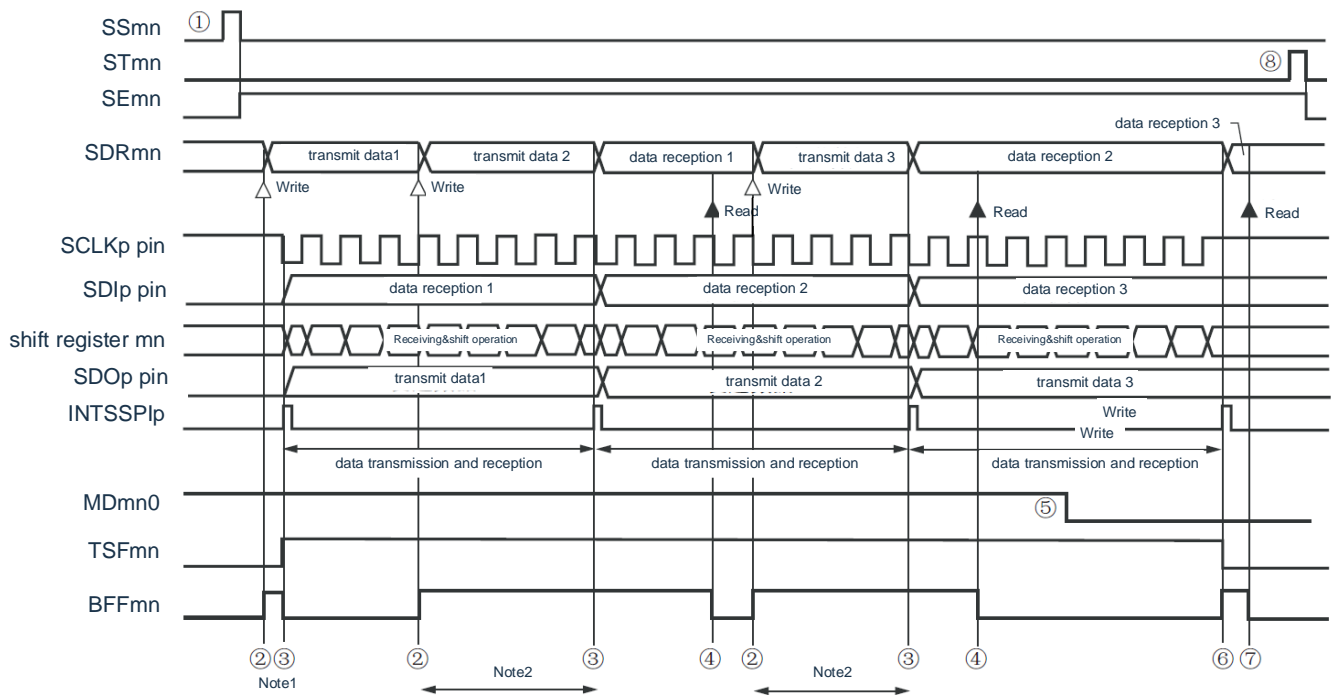 SSmn ①
STmn ⑧
SEmn
data reception 3
SDRmn transmit data1 transmit data 2 data reception 1 transmit data 3 data reception 2
Write Write Write
Read Read Read
SCLKp pin
SDIp pin data reception 1 data reception 2 data reception 3
shift register mn Receiving&shift operation Receiving&shift operation Receiving&shift operation
SDOp pin transmit data1 transmit data 2 transmit data 3
INTSSPIp Write
Write
data transmission and reception data transmission and reception data transmission and reception
MDmn0 ⑤
TSFmn
BFFmn
② ③ ② ③ ④ ② ③ ④ ⑥ ⑦
Note1 Note2 Note2